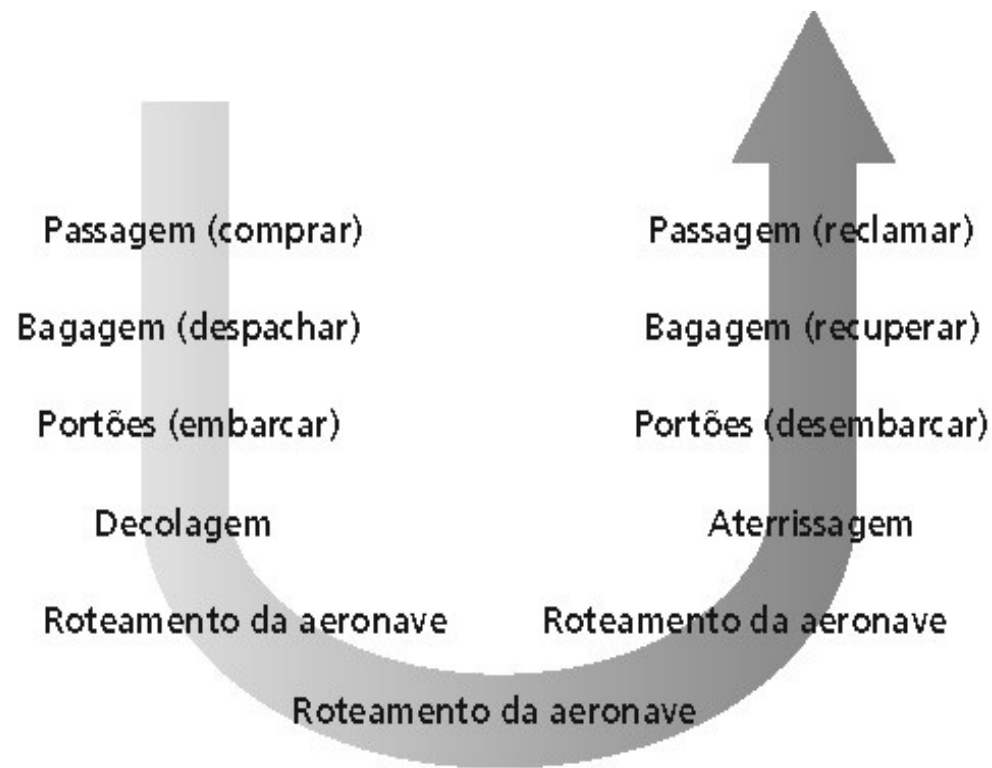 Passagem (comprar)
Bagagem (despachar)
Portões (embarcar)
Decolagem
Roteamento da aeronave
Roteamento da aeronave
Roteamento da aeronave
Aterrissagem
Portões (desembarcar)
Bagagem (recuperar)
Passagem (reclamar)